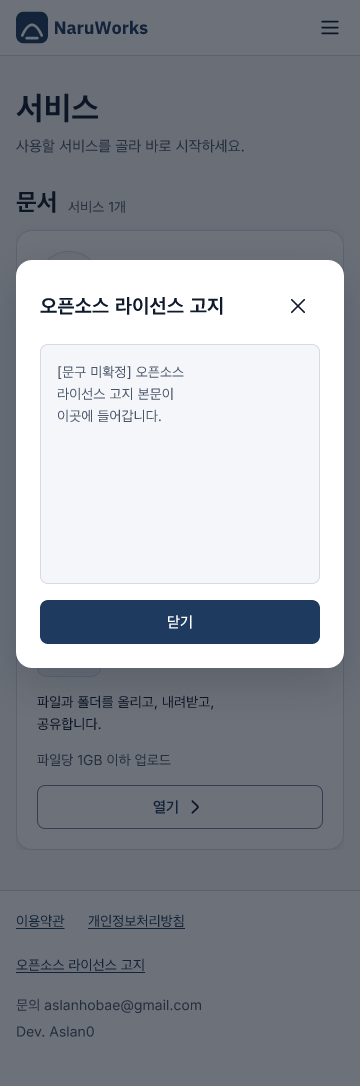 NaruWorks
서비스
사용할 서비스를 골라 바로 시작하세요.
문서 서비스 1개
오픈소스 라이선스 고지
[문구 미확정] 오픈소스
라이선스 고지 본문이
이곳에 들어갑니다.
닫기
파일과 폴더를 올리고, 내려받고,
공유합니다.
파일당 1GB 이하 업로드
열기
이용약관 개인정보처리방침
오픈소스 라이선스 고지
문의 aslanhobae@gmail.com
Dev. Aslan0